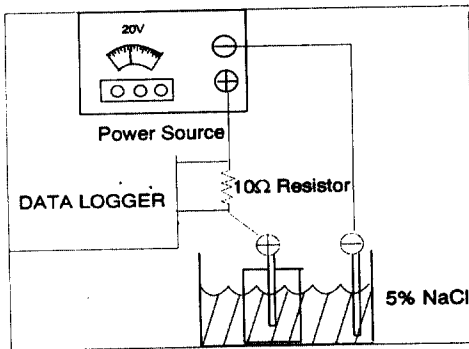 20V
Power Source
10Ω Resistor
DATA LOGGER
5% NaCl